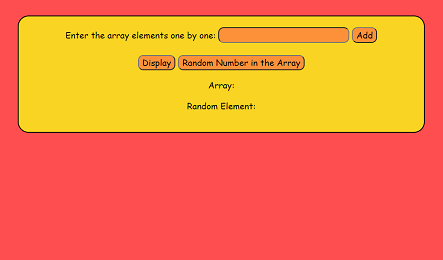 Enter the array elements one by one: Add
Display Random Number in the Array
Array:
Random Element: